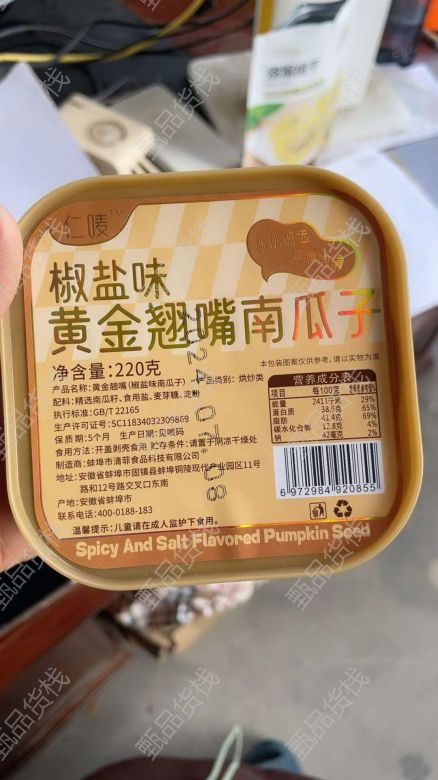 仁唛™
椒盐味
黄金翘嘴南瓜子
净含量:220克
本包装图案仅供参考,请以实物为准
产品名称:黄金翘嘴(椒盐味南瓜子) 产品类别:烘炒类
配料:精选南瓜籽、食用盐、麦芽糖、淀粉
执行标准:GB/T 22165
生产许可证号:SC11834032309869
保质期:5个月 生产日期:见喷码
食用方法:开盖剥壳食用 贮存条件:请置于阴凉干燥处
制造商:蚌埠市清菲食品科技有限公司
地址:安徽省蚌埠市固镇县蚌埠铜陵现代产业园区11号
路和12号路交叉口东南
产地:安徽省蚌埠市
联系电话:400-0188-183
温馨提示:儿童请在成人监护下食用。
营养成分表
项目 每100克
能量 29%
蛋白质 38.9克 65%
脂肪 41.4克 69%
碳水化合物 12.8克 4%
钠 42毫克 2%
2024.07.08
6 972984 920855
Spicy And Salt Flavored Pumpkin Seed
甄品货栈